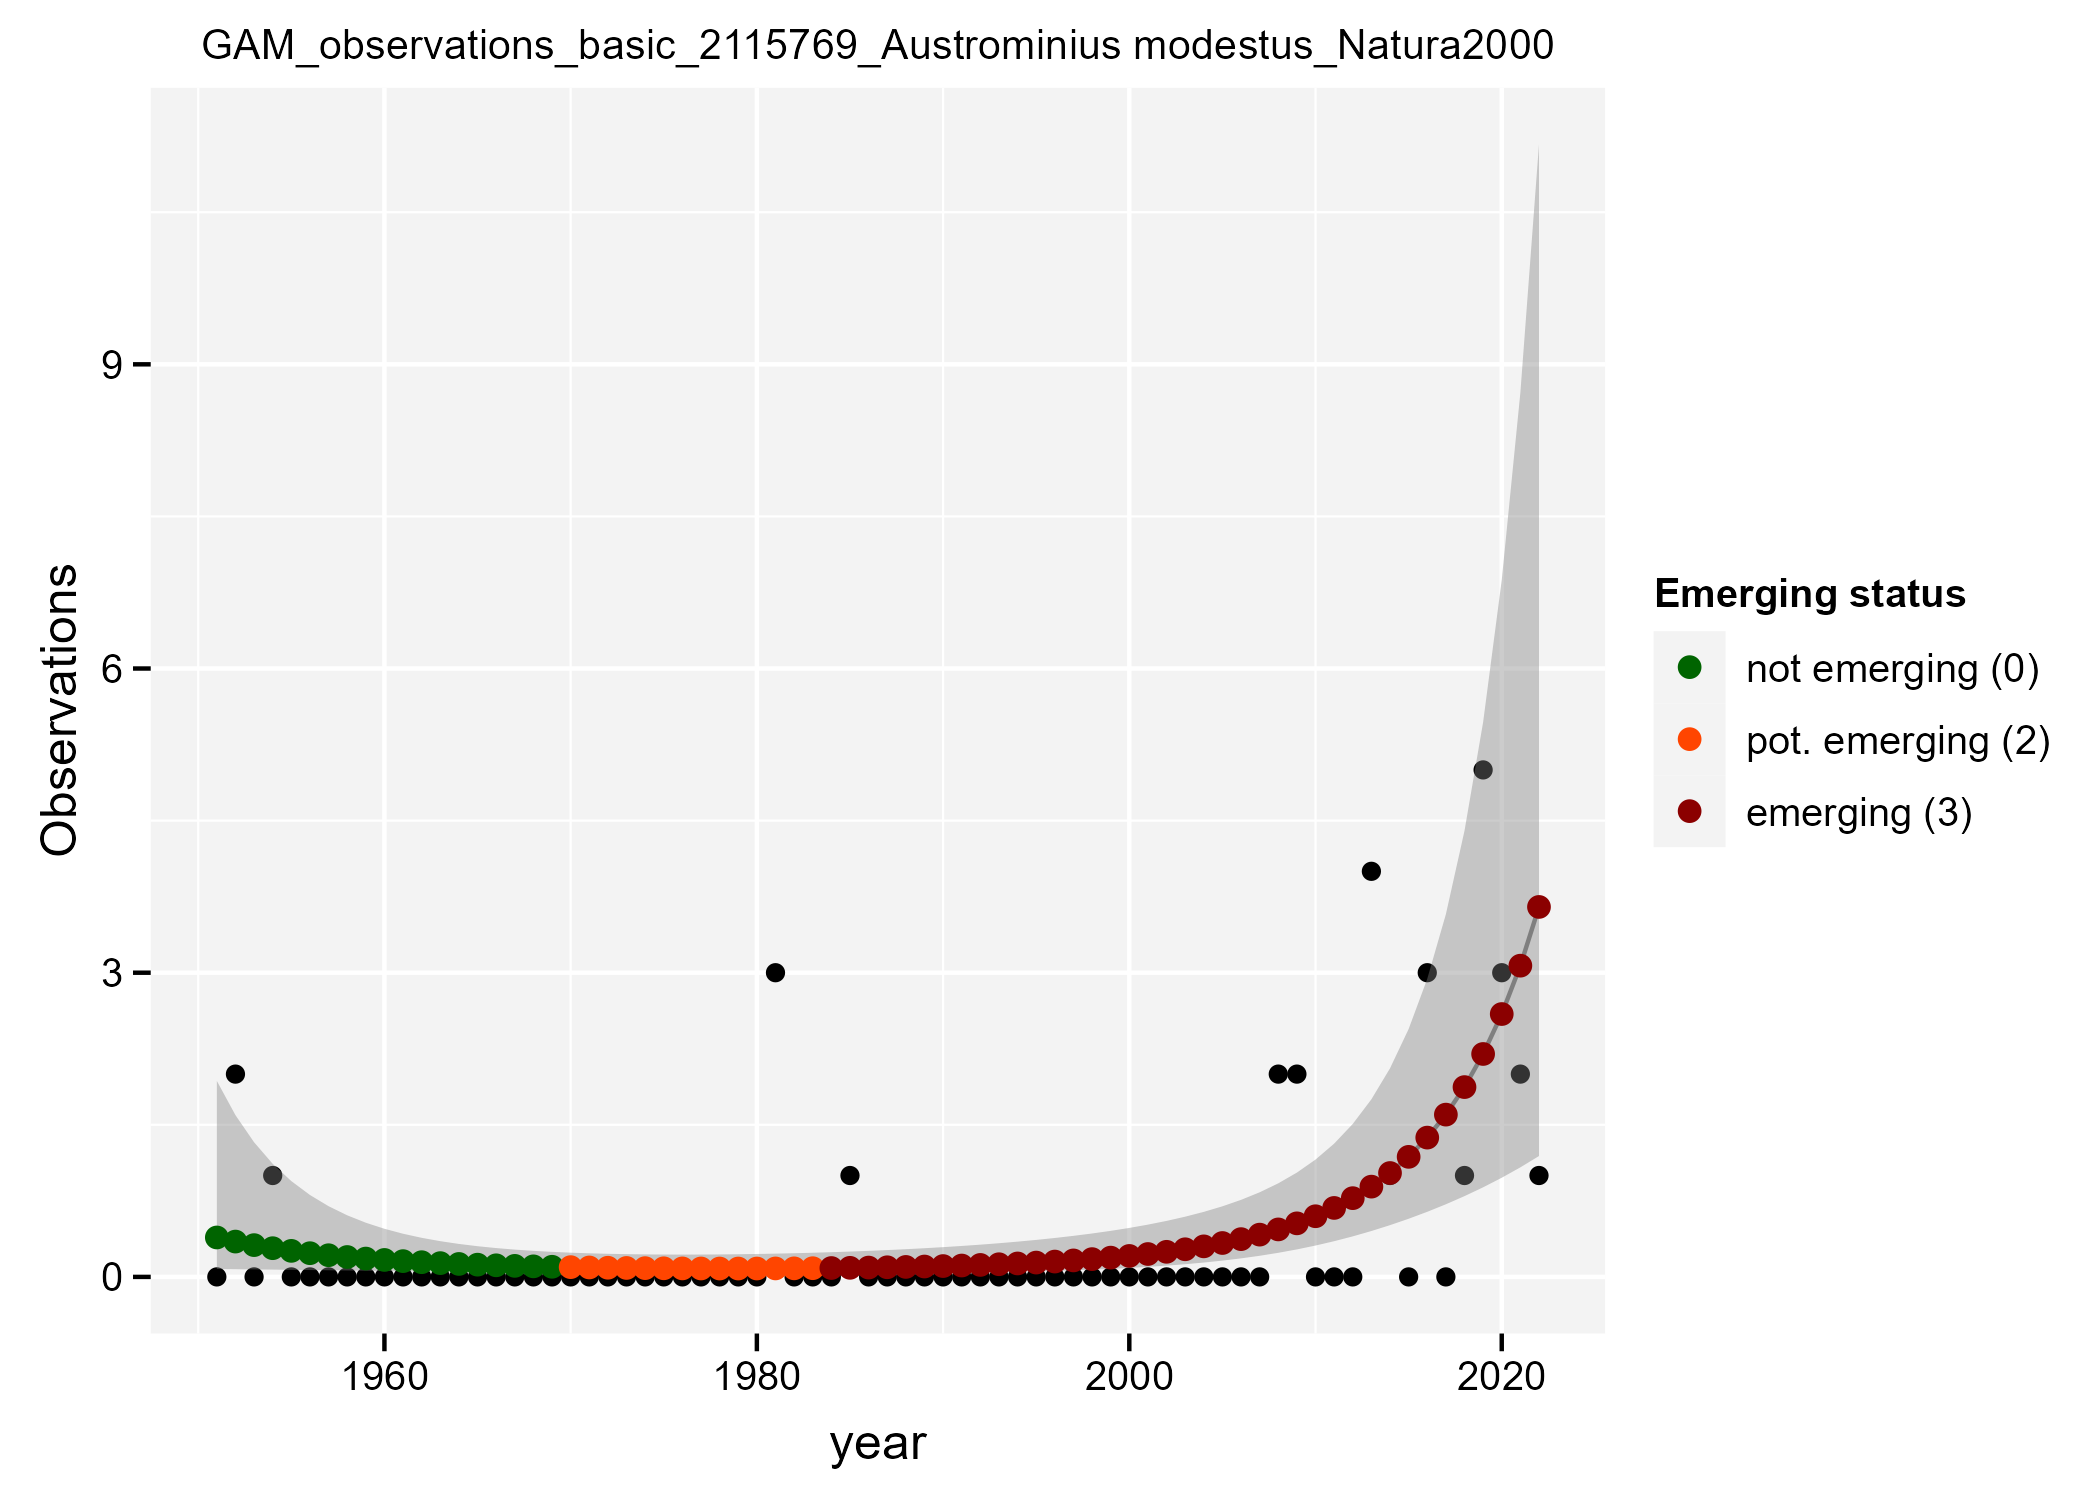 GAM_observations_basic_2115769_Austrominius modestus_Natura2000
9
6
3
0
Observations
1960 1980 2000 2020
year
Emerging status
not emerging (0)
pot. emerging (2)
emerging (3)